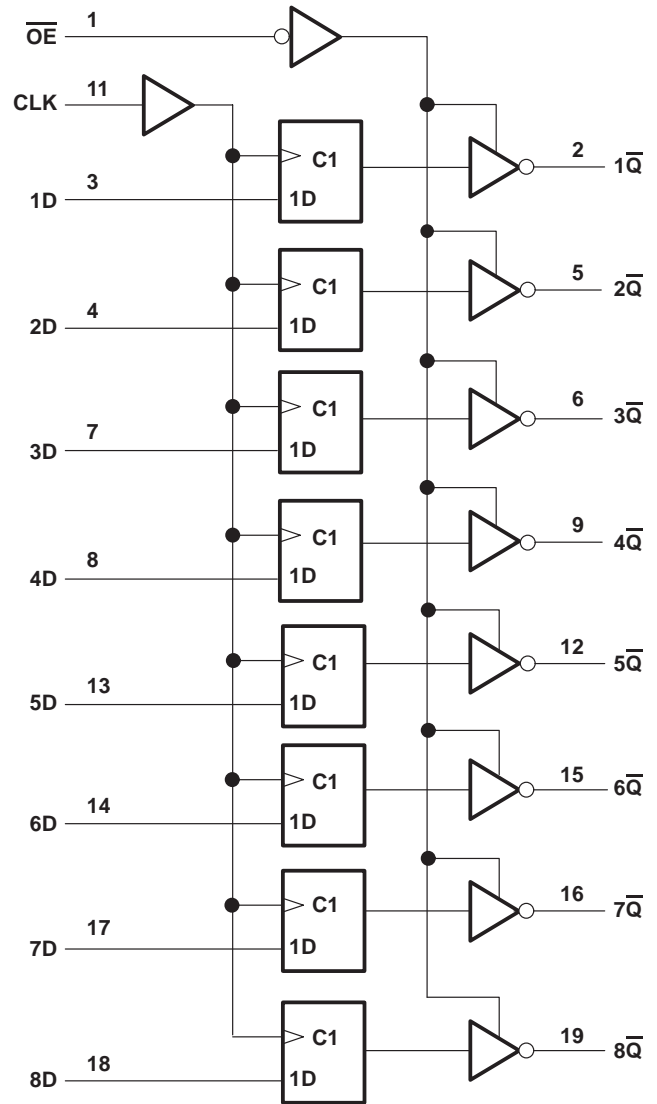 O̅E̅ 1
CLK 11
C1
1D 3 1D 2 1Q̅
C1
2D 4 1D 5 2Q̅
C1
3D 7 1D 6 3Q̅
C1
4D 8 1D 9 4Q̅
C1
5D 13 1D 12 5Q̅
C1
6D 14 1D 15 6Q̅
C1
7D 17 1D 16 7Q̅
C1
8D 18 1D 19 8Q̅